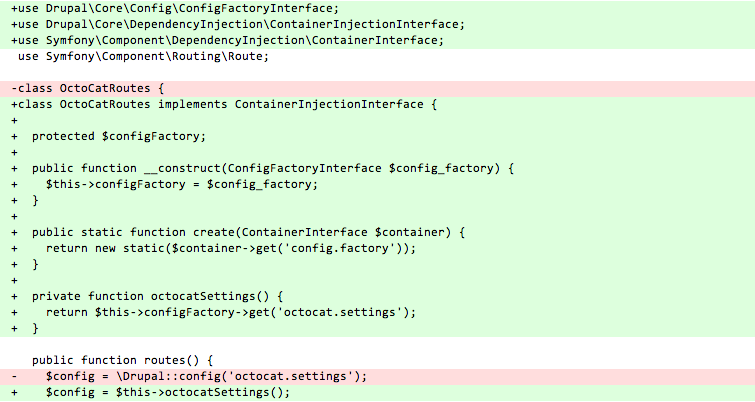 +use Drupal\Core\Config\ConfigFactoryInterface;
+use Drupal\Core\DependencyInjection\ContainerInjectionInterface;
+use Symfony\Component\DependencyInjection\ContainerInterface;
 use Symfony\Component\Routing\Route;

-class OctoCatRoutes {
+class OctoCatRoutes implements ContainerInjectionInterface {
+
+  protected $configFactory;
+
+  public function __construct(ConfigFactoryInterface $config_factory) {
+    $this->configFactory = $config_factory;
+  }
+
+  public static function create(ContainerInterface $container) {
+    return new static($container->get('config.factory'));
+  }
+
+  private function octocatSettings() {
+    return $this->configFactory->get('octocat.settings');
+  }

   public function routes() {
-    $config = \Drupal::config('octocat.settings');
+    $config = $this->octocatSettings();